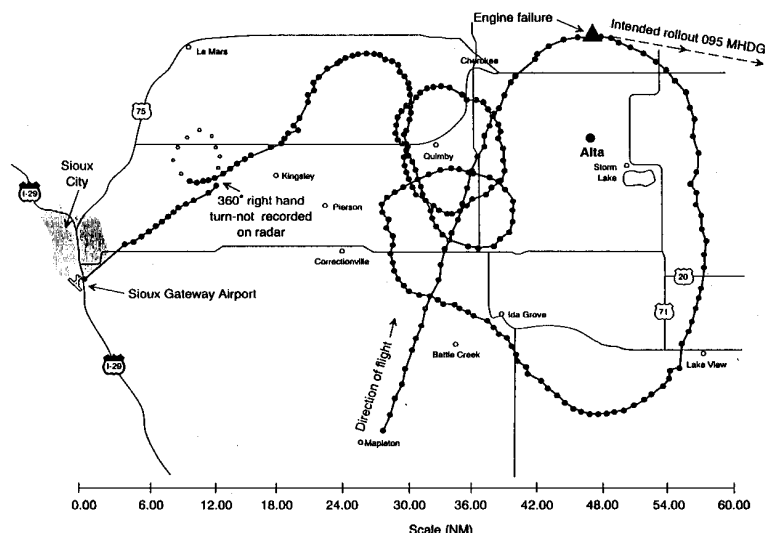 Engine failure
Intended rollout 095 MHDG
Le Mars
Cherokee
75
Sioux
City
I-29
Quimby
Alta
Storm
Lake
Kingsley
360° right hand
turn-not recorded
on radar
Pierson
Correctionville
Sioux Gateway Airport
20
71
Ida Grove
Battle Creek
Lake View
I-29
Direction of flight
Mapleton
0.00 6.00 12.00 18.00 24.00 30.00 36.00 42.00 48.00 54.00 60.00
Scale (NM)